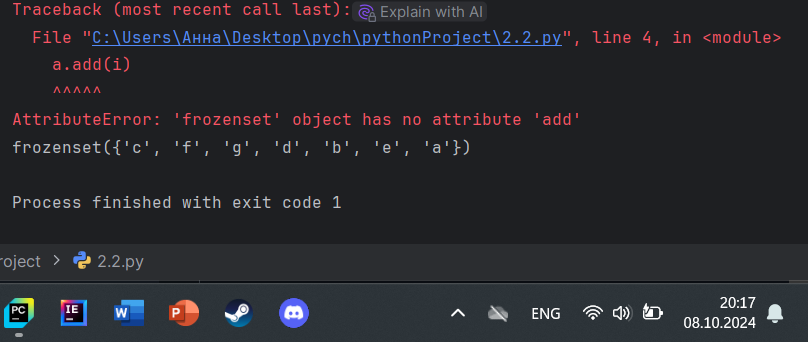 Traceback (most recent call last): Explain with AI
File "C:\Users\Анна\Desktop\pych\pythonProject\2.2.py", line 4, in <module>
a.add(i)
^^^^^
AttributeError: 'frozenset' object has no attribute 'add'
frozenset({'c', 'f', 'g', 'd', 'b', 'e', 'a'})
Process finished with exit code 1
roject > 2.2.py
PC IE W P ENG 20:17
08.10.2024